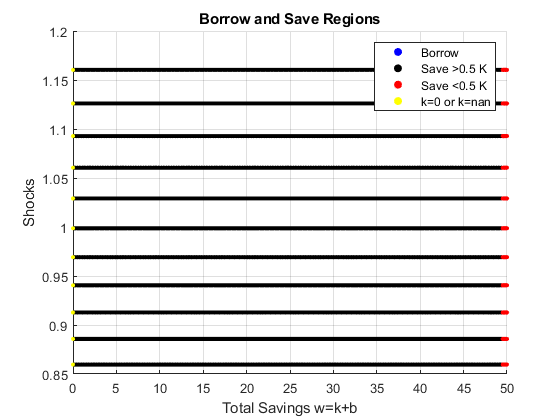 Borrow and Save Regions
1.2
1.15
1.1
1.05
1
0.95
0.9
0.85
Shocks
Borrow
Save >0.5 K
Save <0.5 K
k=0 or k=nan
0 5 10 15 20 25 30 35 40 45 50
Total Savings w=k+b